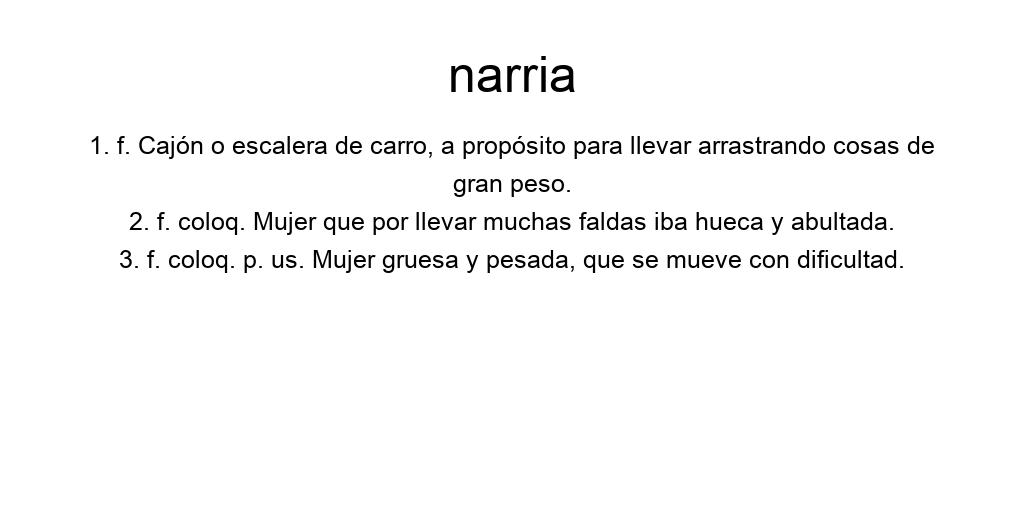 narria
1. f. Cajón o escalera de carro, a propósito para llevar arrastrando cosas de
gran peso.
2. f. coloq. Mujer que por llevar muchas faldas iba hueca y abultada.
3. f. coloq. p. us. Mujer gruesa y pesada, que se mueve con dificultad.